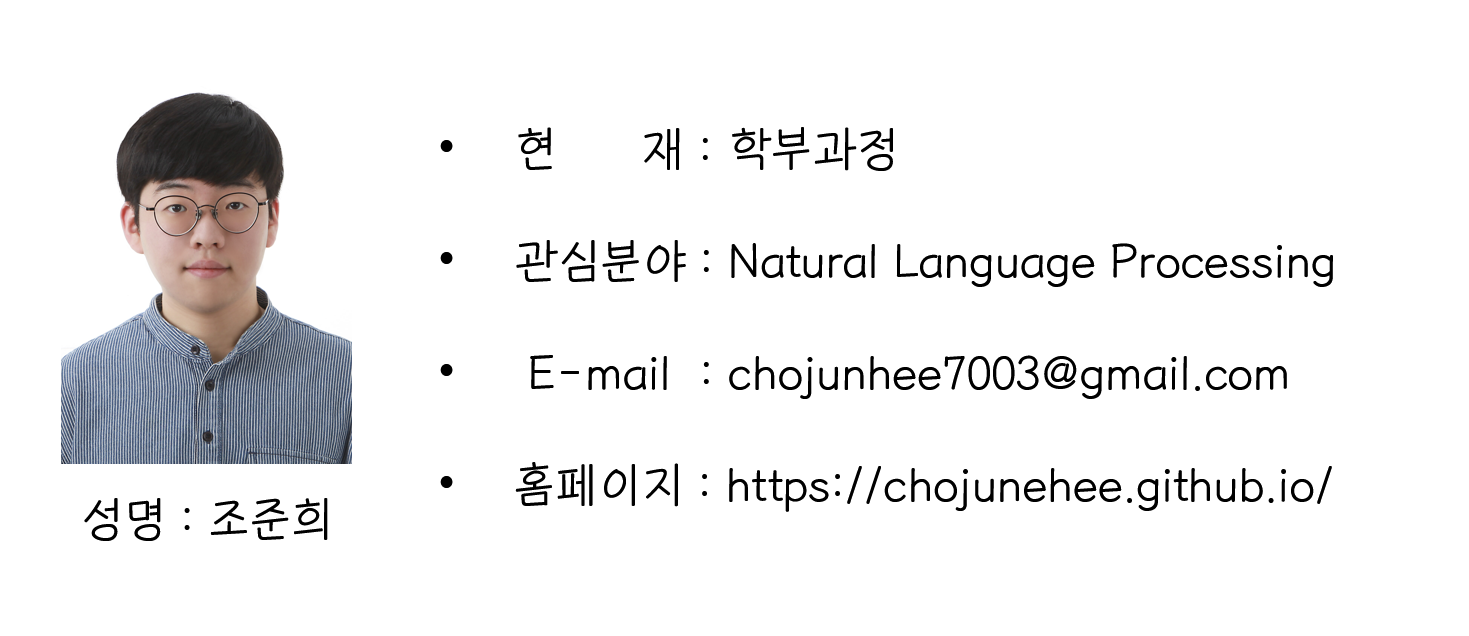 • 현 재 : 학부과정
• 관심분야 : Natural Language Processing
• E-mail : chojunhee7003@gmail.com
• 홈페이지 : https://chojunehee.github.io/
성명 : 조준희